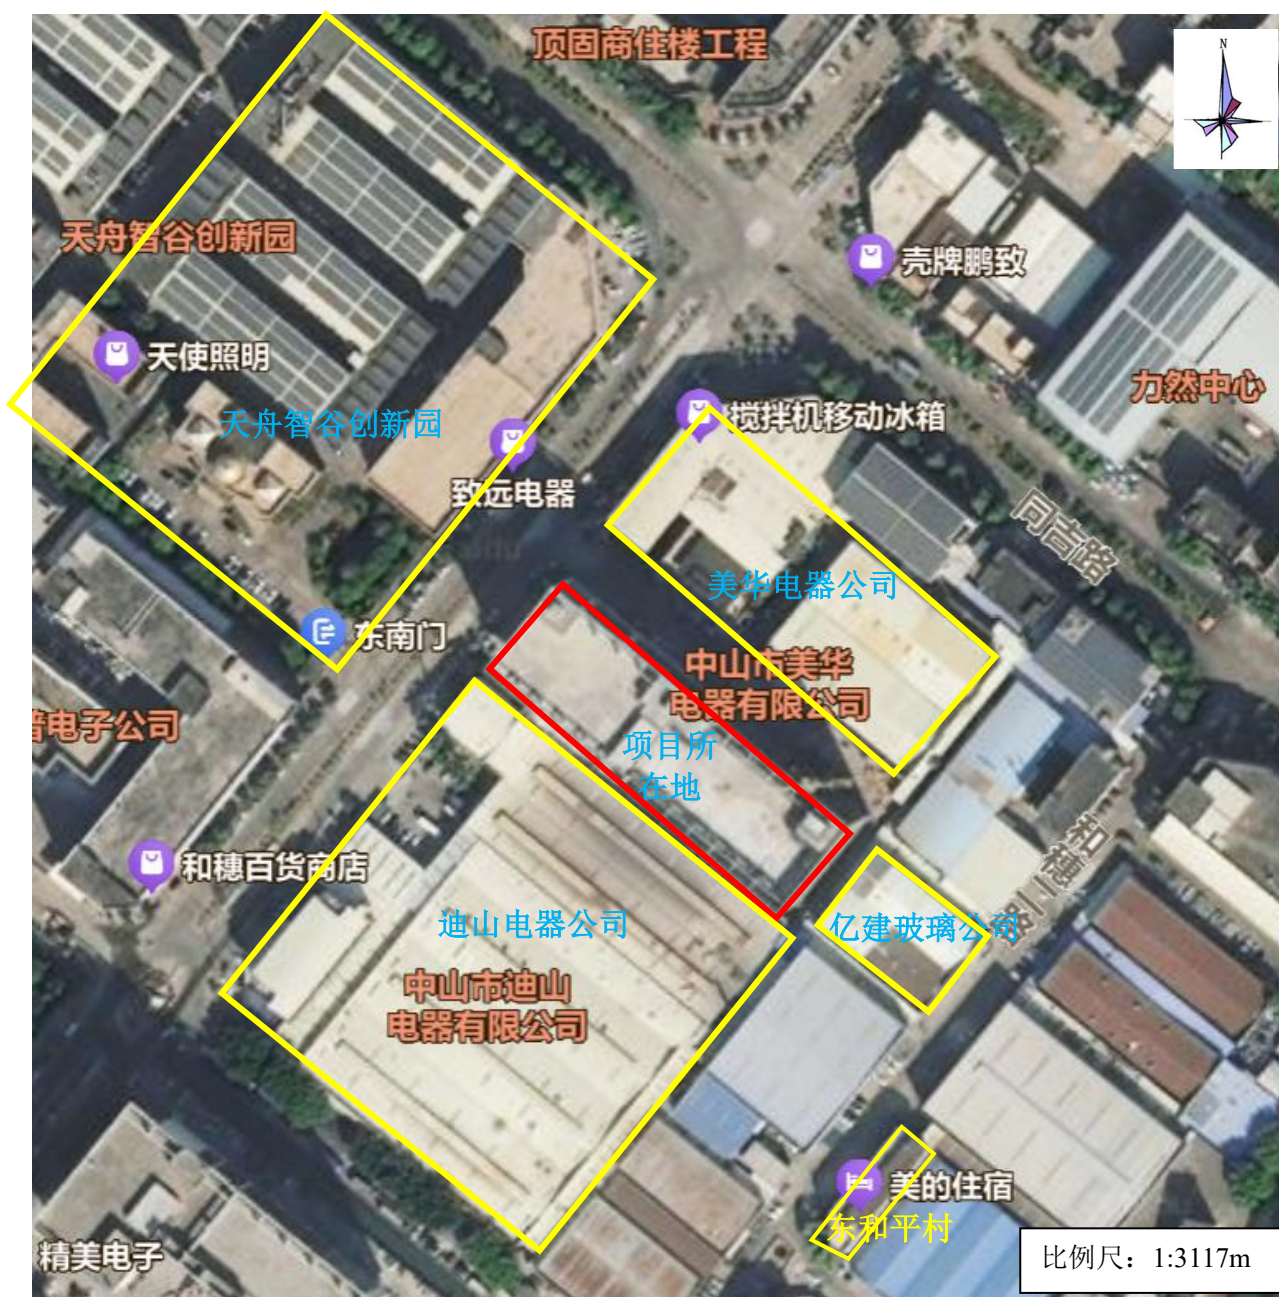 顶固商住楼工程
N
天舟智谷创新园
壳牌鹏致
天使照明
力然中心
天舟智谷创新园
搅拌机移动冰箱
致远电器
同吉路
美华电器公司
东南门
中山市美华
电器有限公司
普电子公司
项目所
在地
和穗二路
和穗百货商店
迪山电器公司
亿建玻璃公司
中山市迪山
电器有限公司
美的住宿
东和平村
精美电子
比例尺：1:3117m